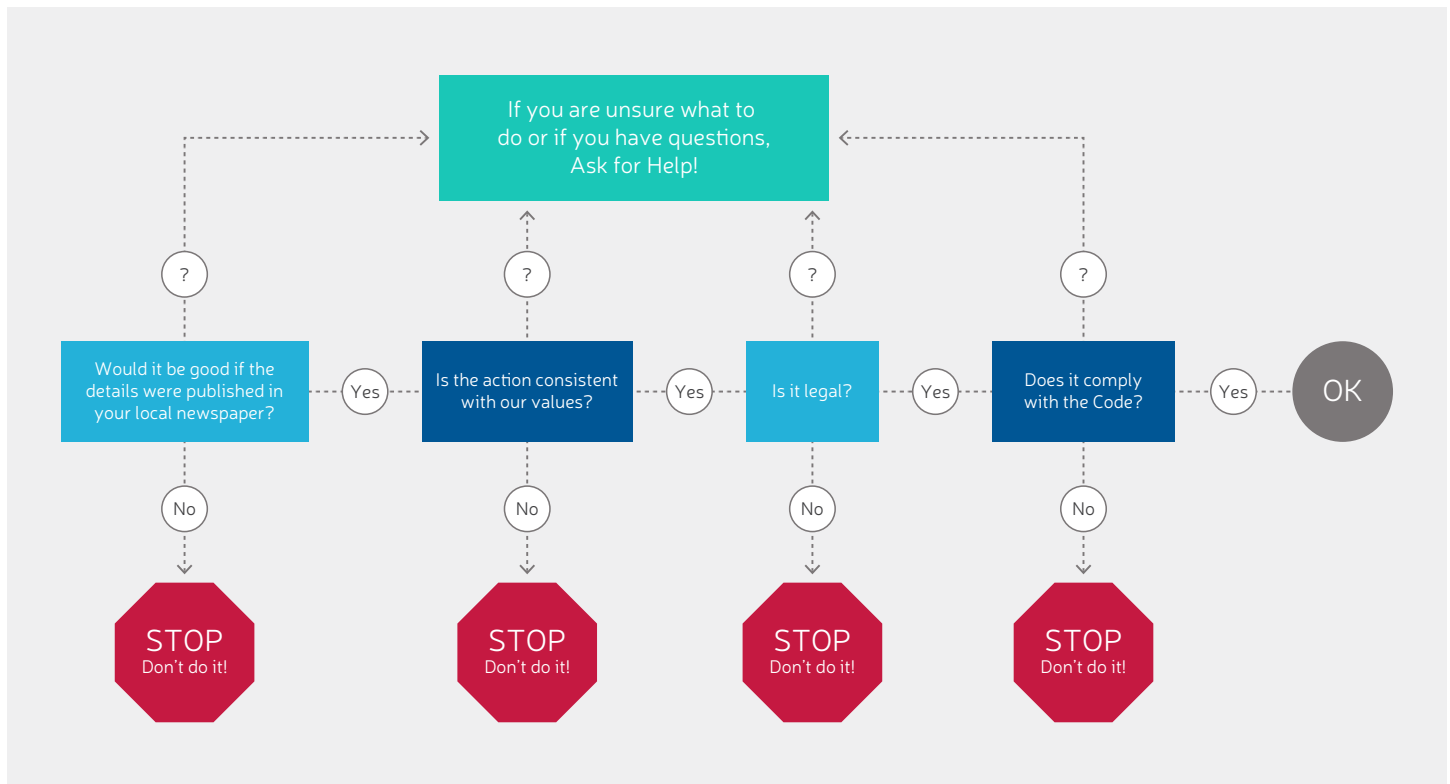 If you are unsure what to
do or if you have questions,
Ask for Help!
?
?
?
?
Would it be good if the
details were published in
your local newspaper?
Yes
Is the action consistent
with our values?
Yes
Is it legal?
Yes
Does it comply
with the Code?
Yes
OK
No
No
No
No
STOP
Don't do it!
STOP
Don't do it!
STOP
Don't do it!
STOP
Don't do it!